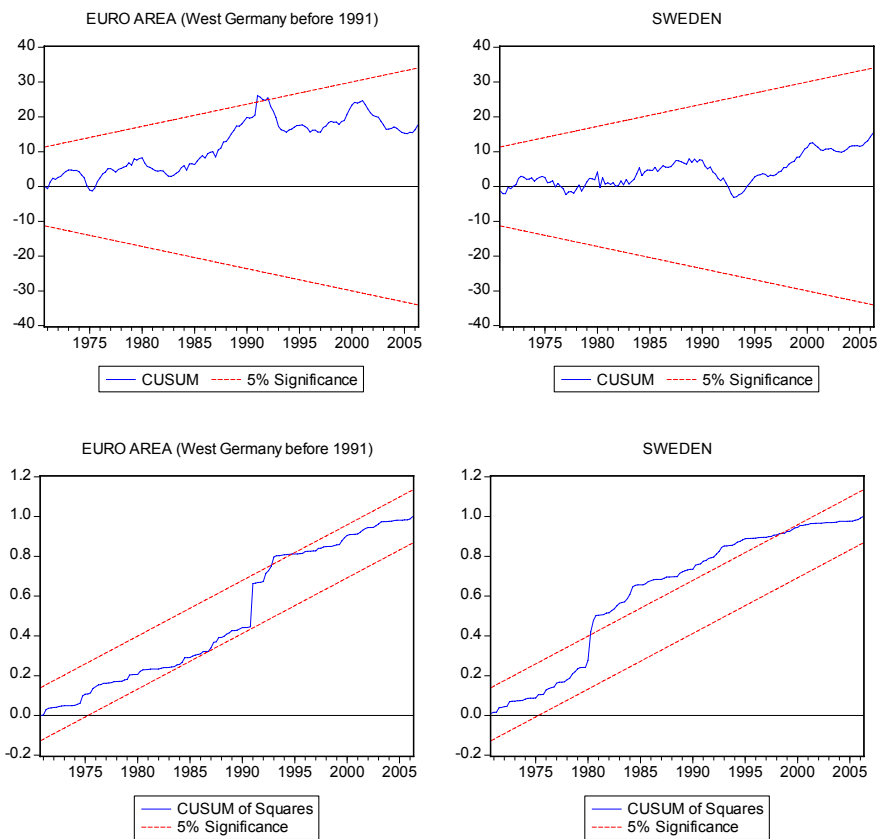 EURO AREA (West Germany before 1991)
40
30
20
10
0
-10
-20
-30
-40
1975 1980 1985 1990 1995 2000 2005
CUSUM 5% Significance
SWEDEN
40
30
20
10
0
-10
-20
-30
-40
1975 1980 1985 1990 1995 2000 2005
CUSUM 5% Significance
EURO AREA (West Germany before 1991)
1.2
1.0
0.8
0.6
0.4
0.2
0.0
-0.2
1975 1980 1985 1990 1995 2000 2005
CUSUM of Squares
5% Significance
SWEDEN
1.2
1.0
0.8
0.6
0.4
0.2
0.0
-0.2
1975 1980 1985 1990 1995 2000 2005
CUSUM of Squares
5% Significance